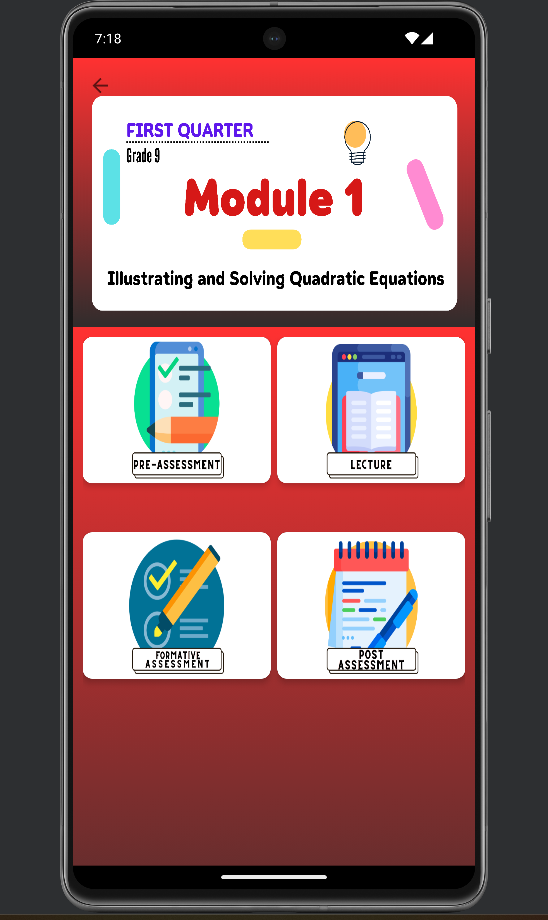 7:18
FIRST QUARTER
Grade 9
Module 1
Illustrating and Solving Quadratic Equations
PRE-ASSESSMENT
LECTURE
FORMATIVE
ASSESSMENT
POST
ASSESSMENT